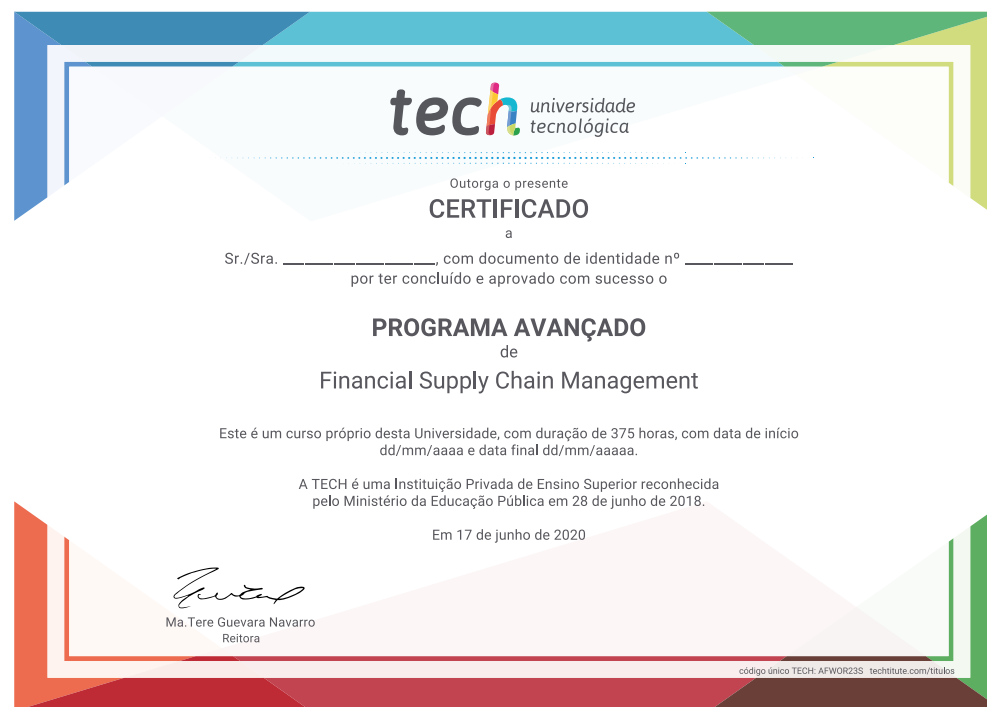 tech universidade
tecnológica
Outorga o presente
CERTIFICADO
a
Sr./Sra. ______________, com documento de identidade nº __________
por ter concluído e aprovado com sucesso o
PROGRAMA AVANÇADO
de
Financial Supply Chain Management
Este é um curso próprio desta Universidade, com duração de 375 horas, com data de início
dd/mm/aaaa e data final dd/mm/aaaaa.
A TECH é uma Instituição Privada de Ensino Superior reconhecida
pelo Ministério da Educação Pública em 28 de junho de 2018.
Em 17 de junho de 2020
Ma.Tere Guevara Navarro
Reitora
código único TECH: AFWOR23S techtitute.com/titulos